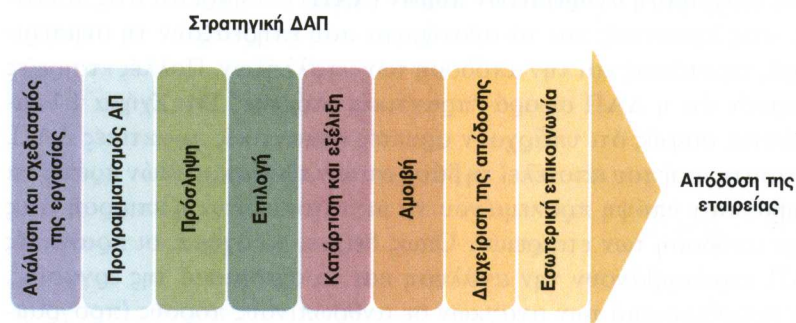 Στρατηγική ΔΑΠ
Ανάλυση και σχεδιασμός
της εργασίας
Προγραμματισμός ΑΠ
Πρόσληψη
Επιλογή
Κατάρτιση και εξέλιξη
Αμοιβή
Διαχείριση της απόδοσης
Εσωτερική επικοινωνία
Απόδοση της
εταιρείας